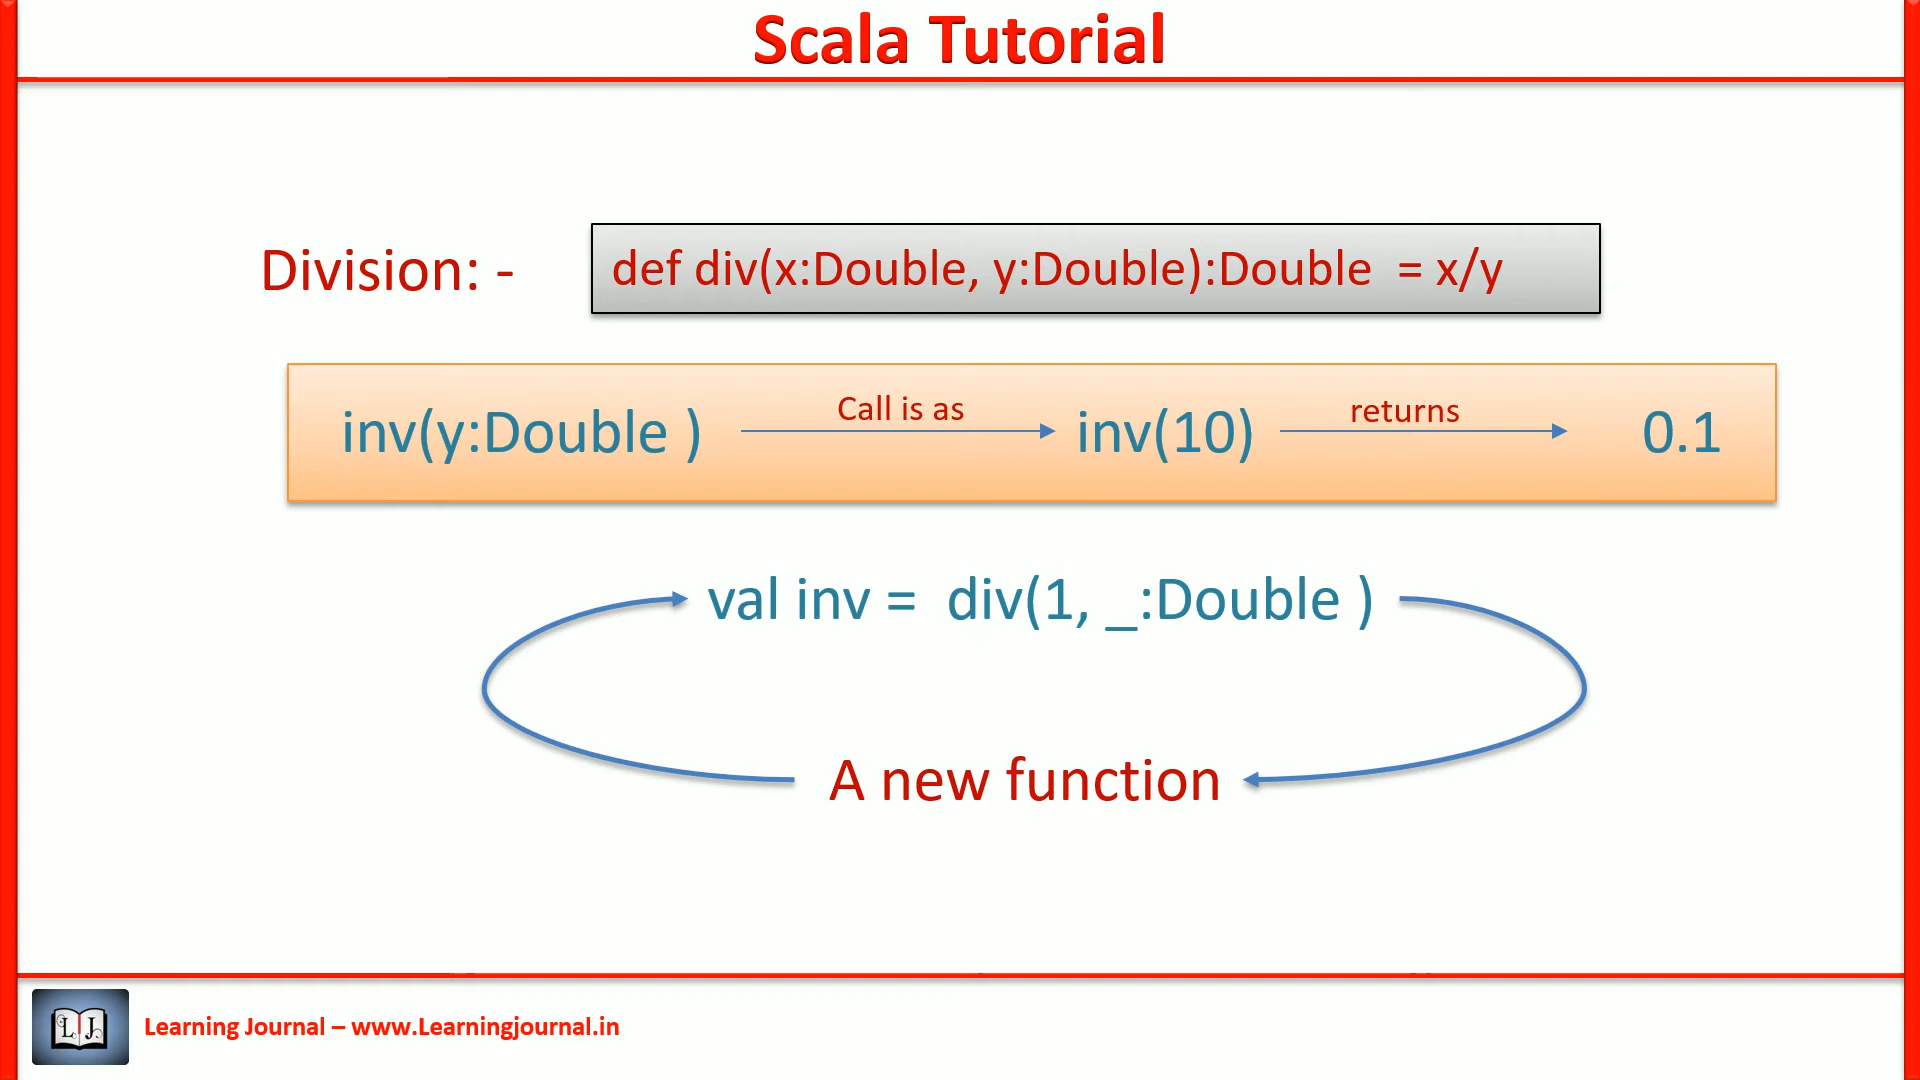 Scala Tutorial
Division: -
def div(x:Double, y:Double):Double = x/y
inv(y:Double )
Call is as
inv(10)
returns
0.1
val inv = div(1, _:Double )
A new function
LJ
Learning Journal – www.Learningjournal.in